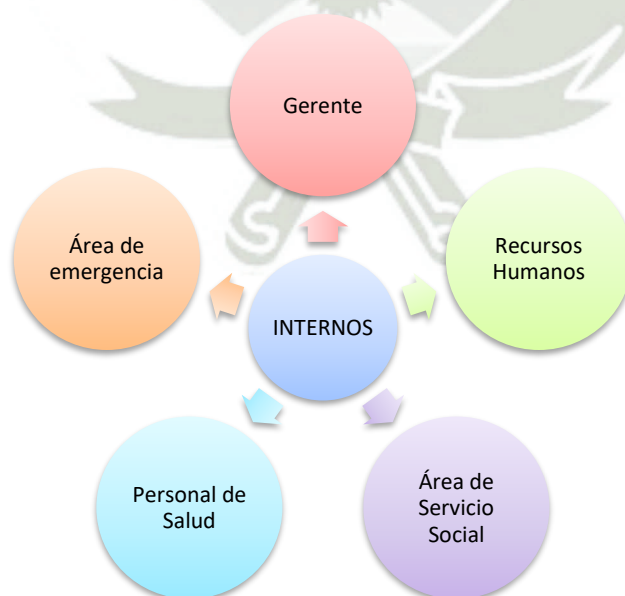 Gerente
Área de
emergencia
Recursos
Humanos
INTERNOS
Personal de
Salud
Área de
Servicio
Social